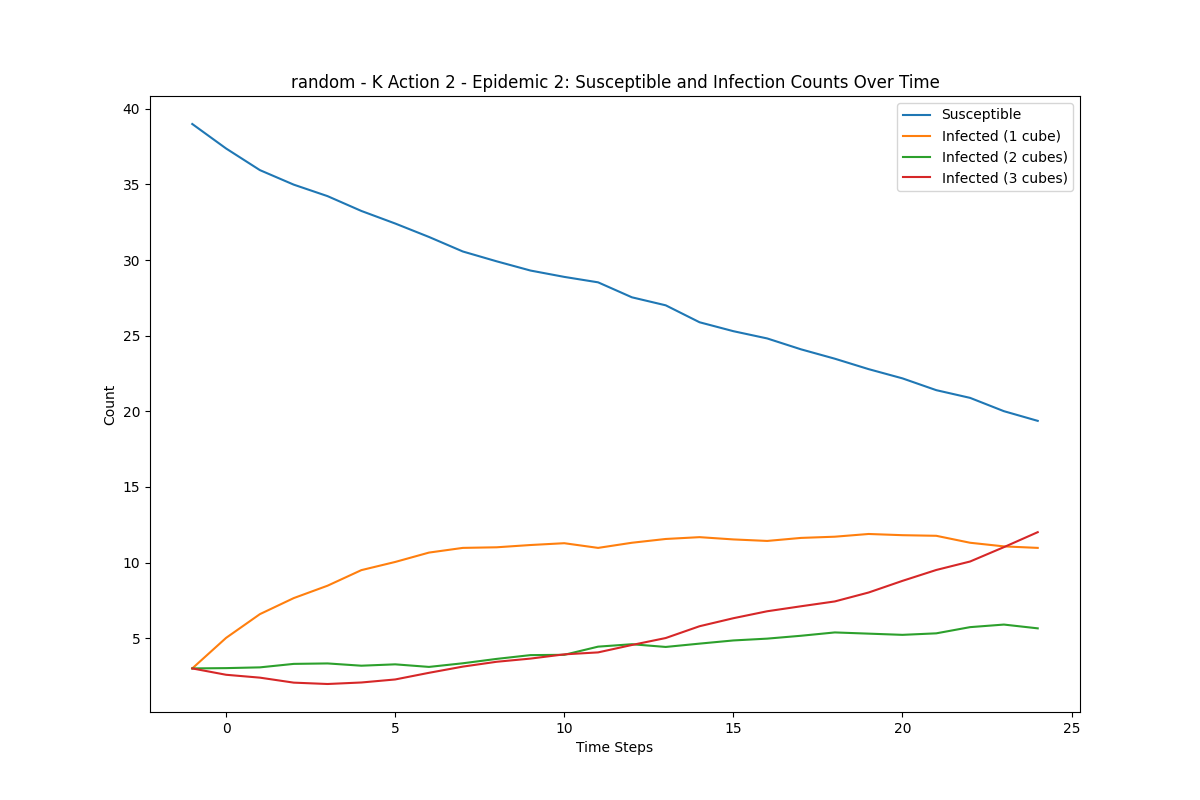 random - K Action 2 - Epidemic 2: Susceptible and Infection Counts Over Time
Susceptible
Infected (1 cube)
Infected (2 cubes)
Infected (3 cubes)
Count
40
35
30
25
20
15
10
5
0
5
10
15
20
25
Time Steps